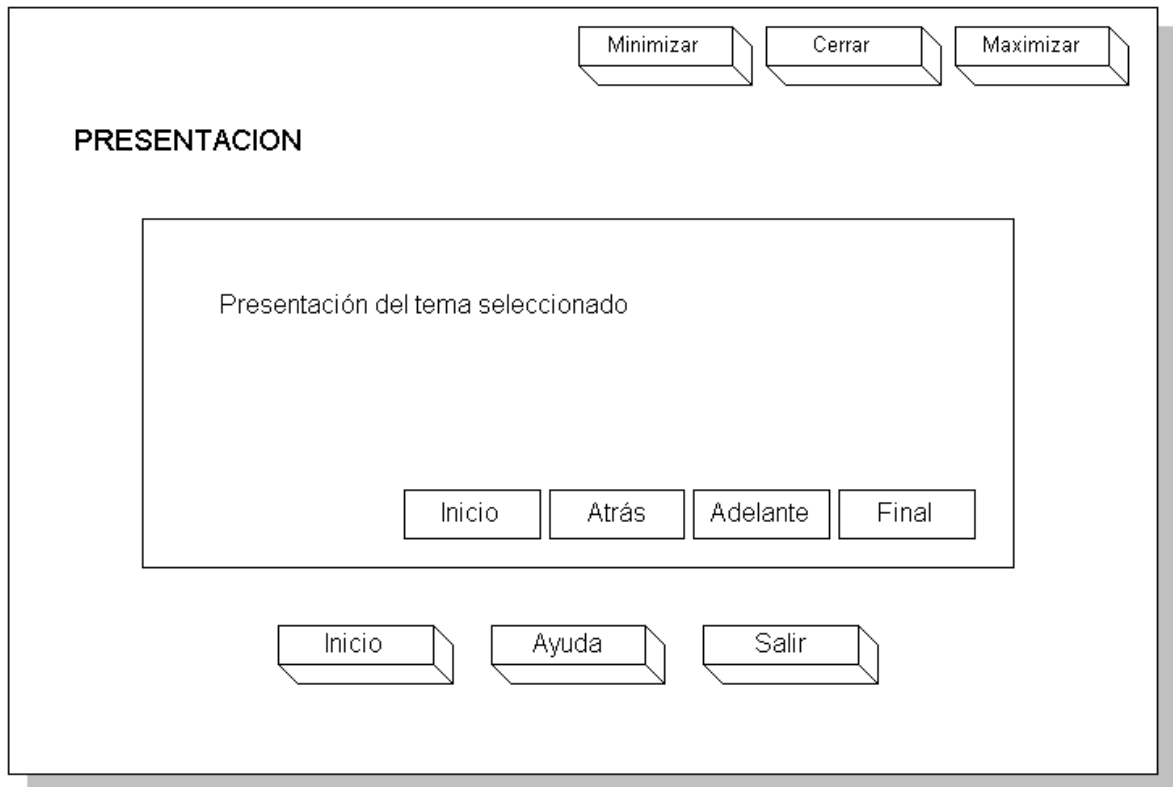 Minimizar Cerrar Maximizar
PRESENTACION
Presentación del tema seleccionado
Inicio Atrás Adelante Final
Inicio Ayuda Salir